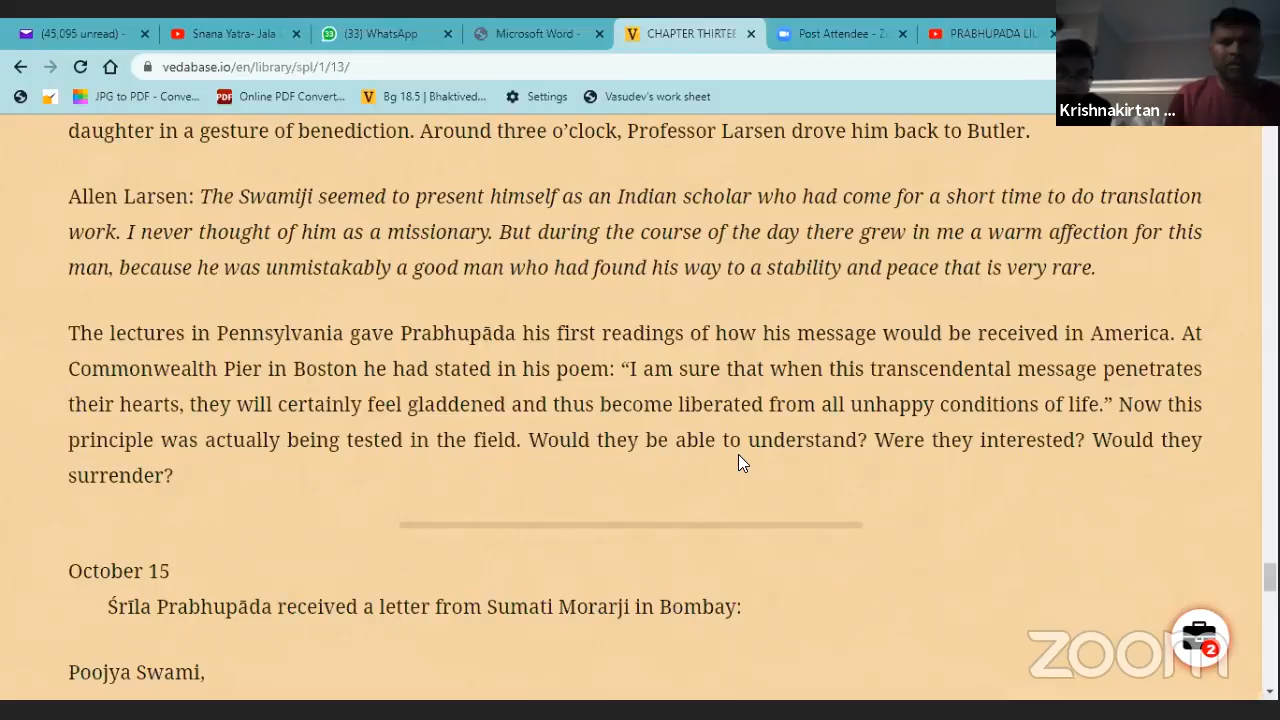 (45,095 unread) -
Snana Yatra- Jala
(33) WhatsApp
Microsoft Word -
CHAPTER THIRTEE
Post Attendee - Z
PRABHUPADA LIL
vedabase.io/en/library/spl/1/13/
JPG to PDF - Conve...
PDF
Online PDF Convert...
Bg 18.5 | Bhaktived...
Settings
Vasudev's work sheet
Krishnakirtan ...
daughter in a gesture of benediction. Around three o’clock, Professor Larsen drove him back to Butler.
Allen Larsen: The Swamiji seemed to present himself as an Indian scholar who had come for a short time to do translation
work. I never thought of him as a missionary. But during the course of the day there grew in me a warm affection for this
man, because he was unmistakably a good man who had found his way to a stability and peace that is very rare.
The lectures in Pennsylvania gave Prabhupāda his first readings of how his message would be received in America. At
Commonwealth Pier in Boston he had stated in his poem: “I am sure that when this transcendental message penetrates
their hearts, they will certainly feel gladdened and thus become liberated from all unhappy conditions of life.” Now this
principle was actually being tested in the field. Would they be able to understand? Were they interested? Would they
surrender?
October 15
Śrīla Prabhupāda received a letter from Sumati Morarji in Bombay:
Poojya Swami,
2
zoom